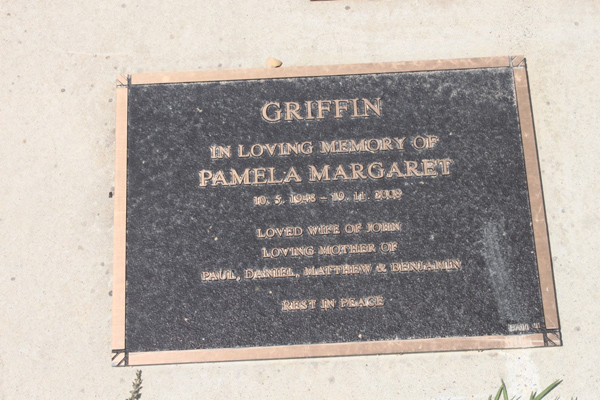 GRIFFIN
IN LOVING MEMORY OF
PAMELA MARGARET
LOVED WIFE OF JOHN
LOVING MOTHER OF
PAUL, DANIEL, MATTHEW & BENJAMIN
REST IN PEACE